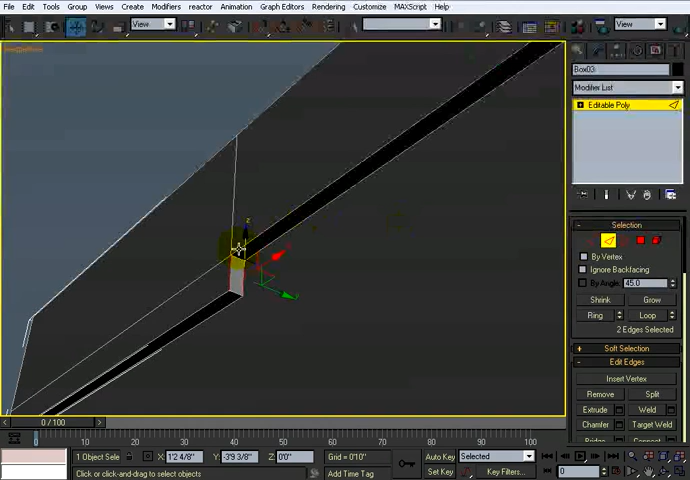 File Edit Tools Group Views Create Modifiers reactor Animation Graph Editors Rendering Customize MAXScript Help
View
View
Box03
Modifier List
Editable Poly
Selection
By Vertex
Ignore Backfacing
By Angle: 45.0
Shrink Grow
Ring Loop
2 Edges Selected
Soft Selection
Edit Edges
Insert Vertex
Remove Split
Extrude Weld
Chamfer Target Weld
z
0 / 100
0 10 20 30 40 50 60 70 80 90 100
1 Object Sele X: 1'2 4/8" Y: -3'9 3/8" Z: 0'0" Grid = 0'10" Auto Key Selected
Click or click-and-drag to select objects Add Time Tag Set Key Key Filters... 0